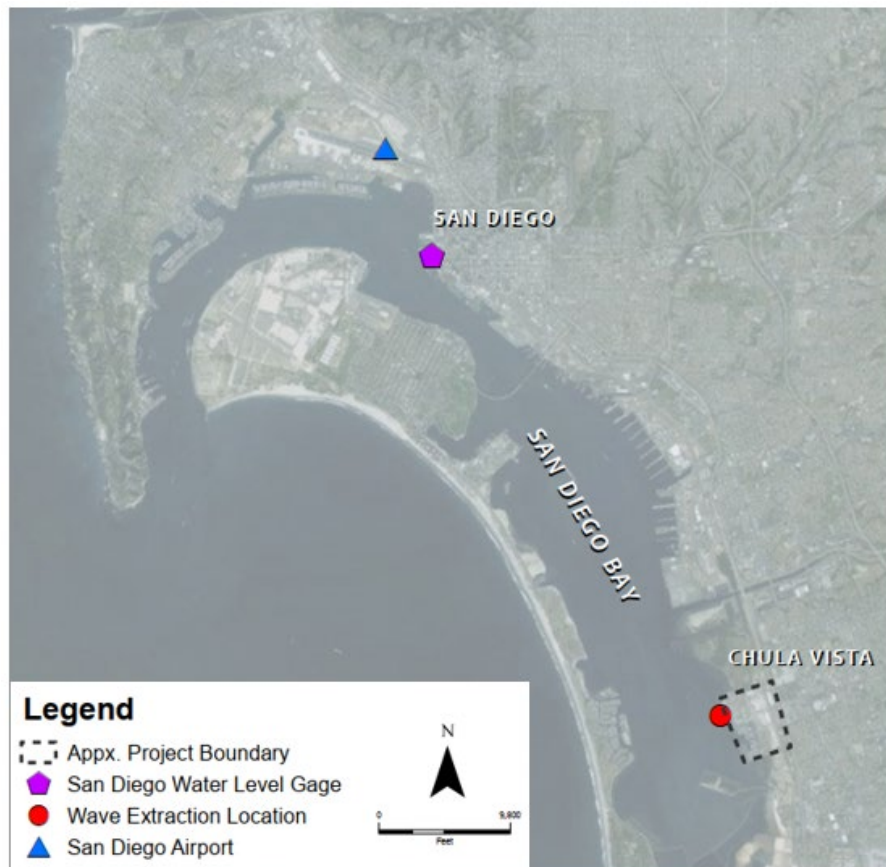 SAN DIEGO
SAN DIEGO BAY
CHULA VISTA
Legend
Appx. Project Boundary
San Diego Water Level Gage
Wave Extraction Location
San Diego Airport
N
0 9,800
Feet